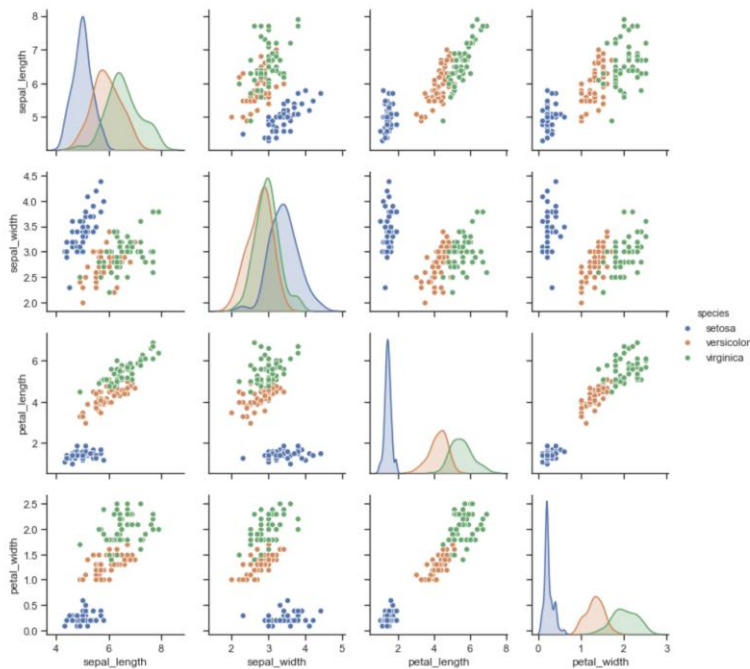 8
7
6
5
sepal_length
4.5
4.0
3.5
3.0
2.5
2.0
sepal_width
species
setosa
versicolor
virginica
6
4
2
petal_length
2.5
2.0
1.5
1.0
0.5
0.0
petal_width
4 6 8 2 3 4 5 2 4 6 8 0 1 2 3
sepal_length sepal_width petal_length petal_width